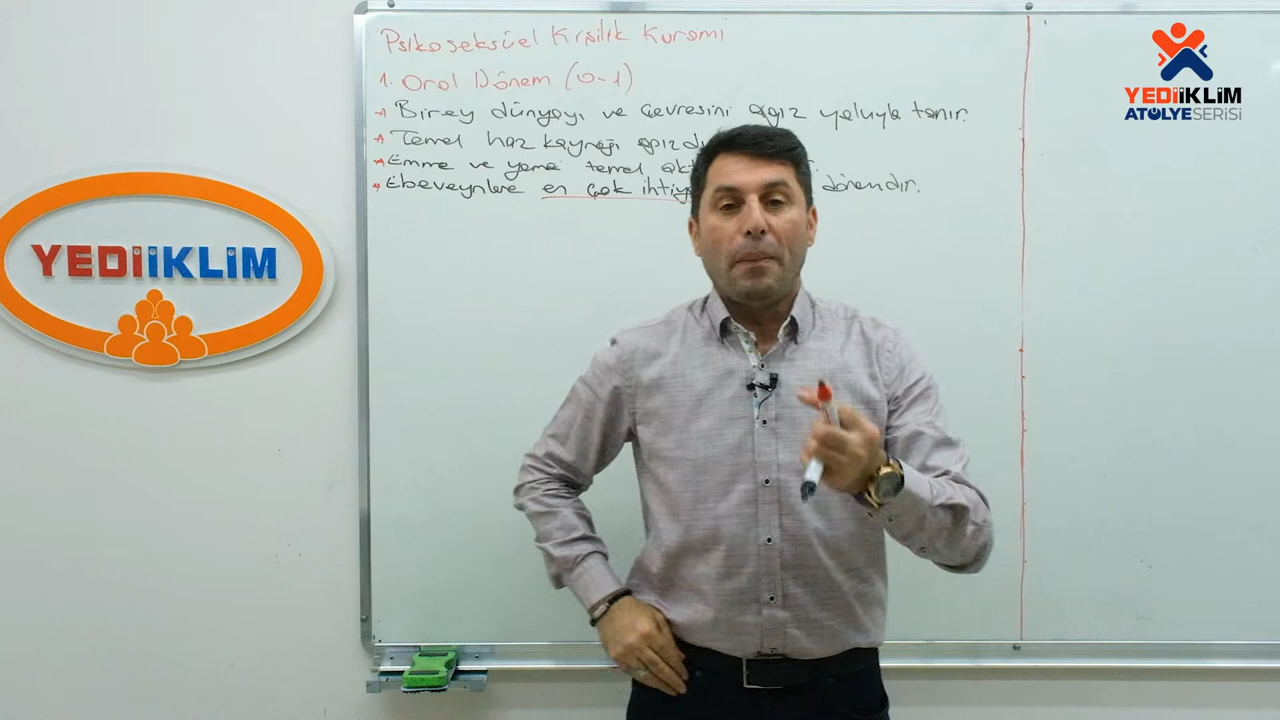 Psikoseksüel Kişilik Kuramı
1. Oral Dönem (0-1)
Birey dünyayı ve çevresini ağız yoluyla tanır.
Temel haz kaynağı ağızdı
Emme ve yeme temel akt
Ebeveynlere en çok ihtiya dönemdir.
YEDİİKLİM
YEDİİKLİM
ATÖLYE SERİSİ